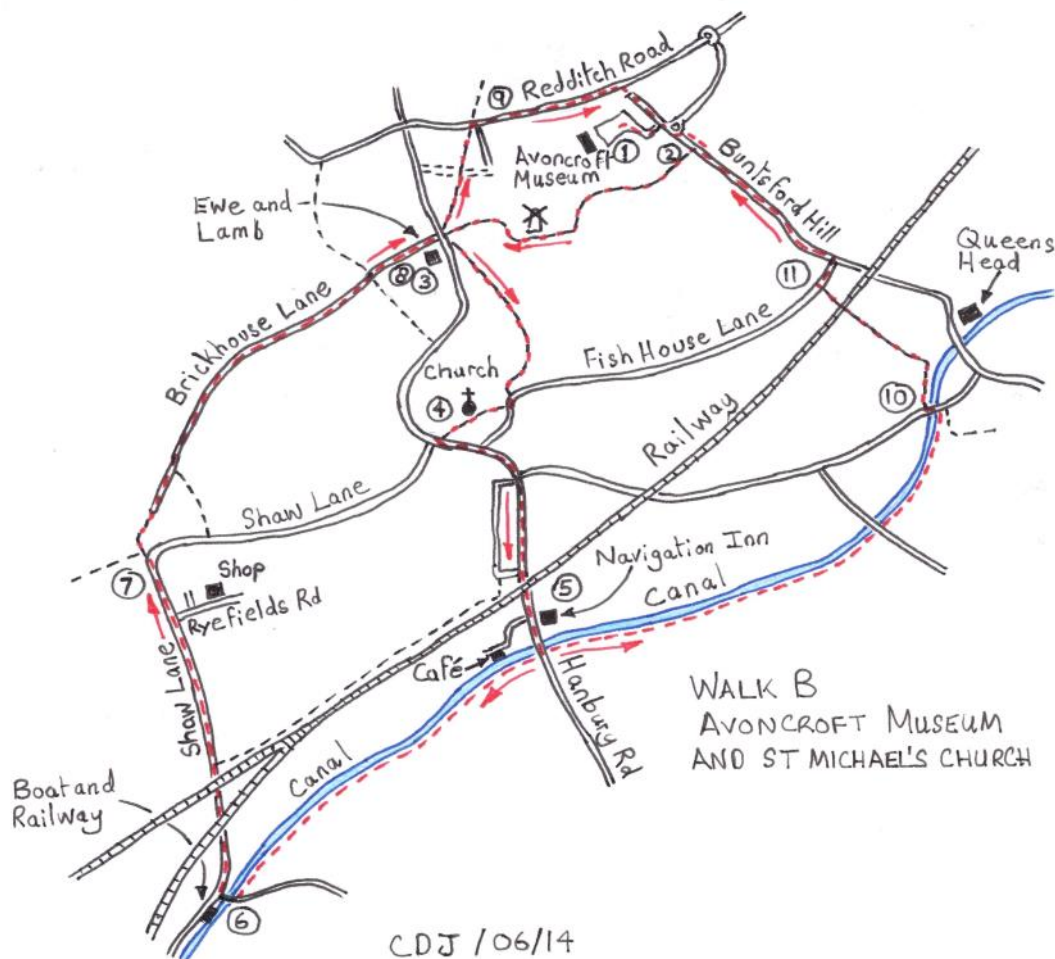 Redditch Road
⑨
Avoncroft
Museum
①
②
Buntsford Hill
Ewe and
Lamb
⑧
③
Queens
Head
⑪
Brickhouse Lane
Fish House Lane
Church
④
⑩
Railway
Shaw Lane
⑦
Shop
Ryefields Rd
⑤
Navigation Inn
Canal
Café
Hanbury Rd
Shaw Lane
Canal
WALK B
AVONCROFT MUSEUM
AND ST MICHAEL'S CHURCH
Boat and
Railway
⑥
CDJ / 06/14